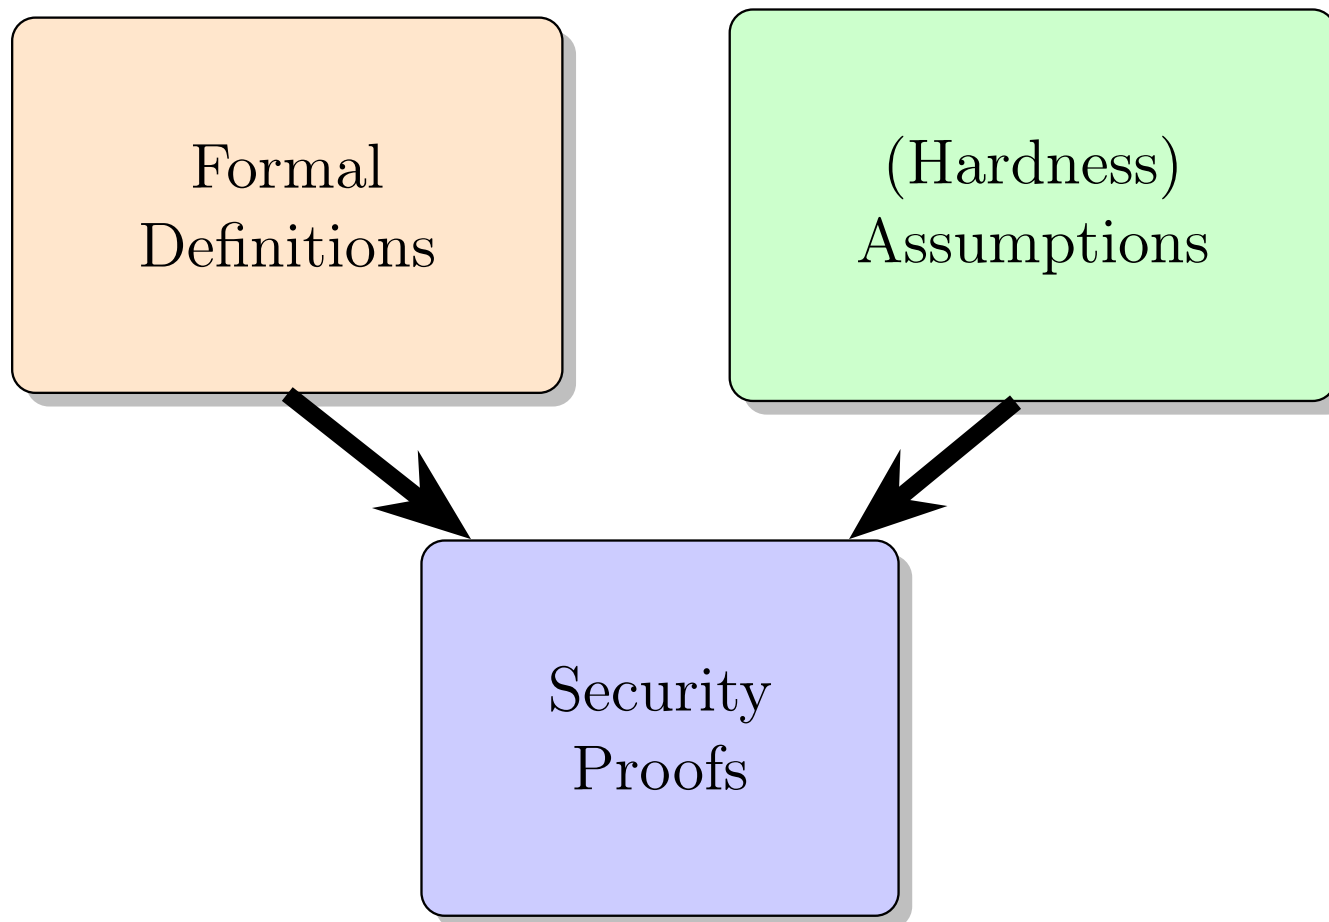 Formal
Definitions
(Hardness)
Assumptions
Security
Proofs